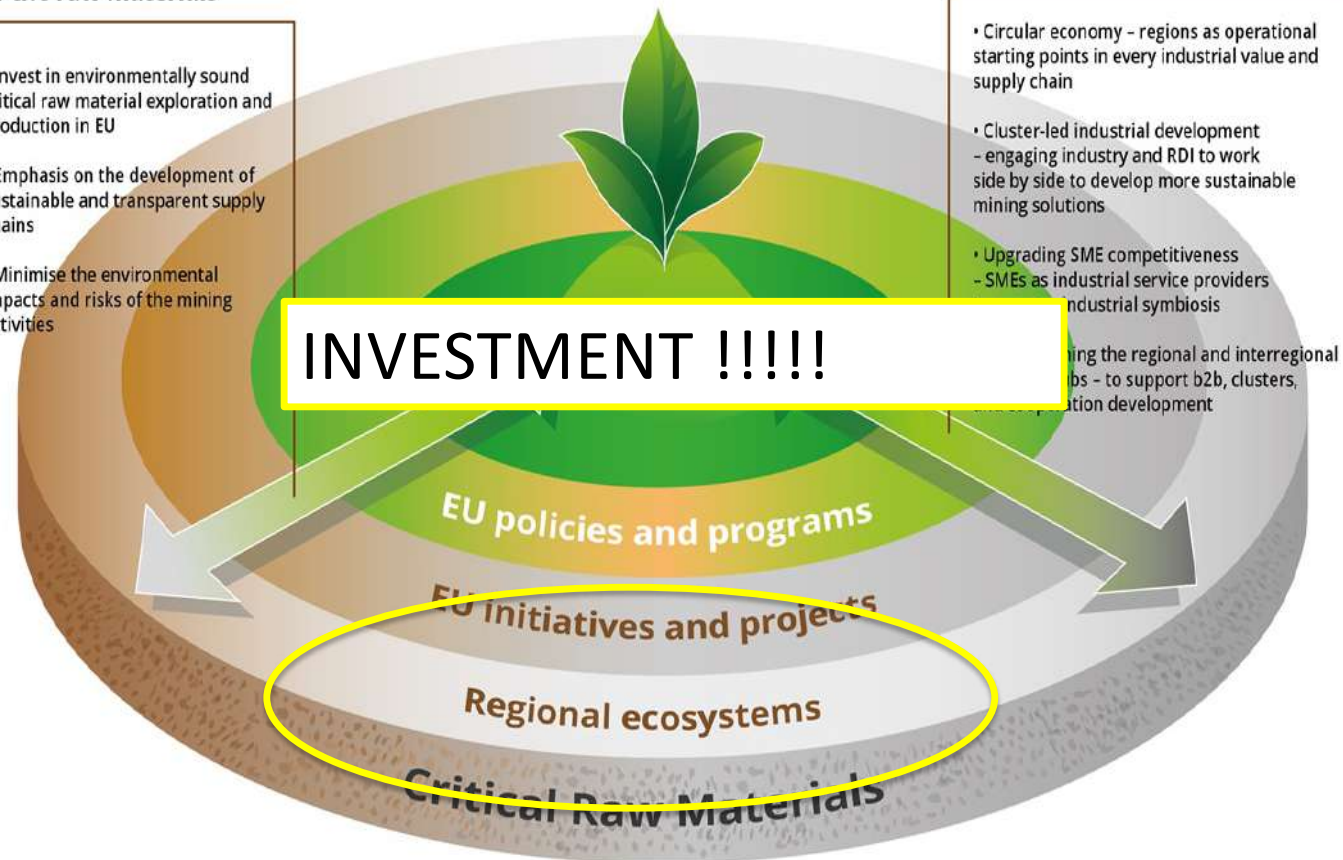 nvest in environmentally sound
itical raw material exploration and
oduction in EU
Emphasis on the development of
stainable and transparent supply
ains
Minimise the environmental
pacts and risks of the mining
tivities
• Circular economy – regions as operational
starting points in every industrial value and
supply chain
• Cluster-led industrial development
– engaging industry and RDI to work
side by side to develop more sustainable
mining solutions
• Upgrading SME competitiveness
– SMEs as industrial service providers
industrial symbiosis
ning the regional and interregional
bs – to support b2b, clusters,
development
INVESTMENT !!!!!
EU policies and programs
EU initiatives and projects
Regional ecosystems
Critical Raw Materials